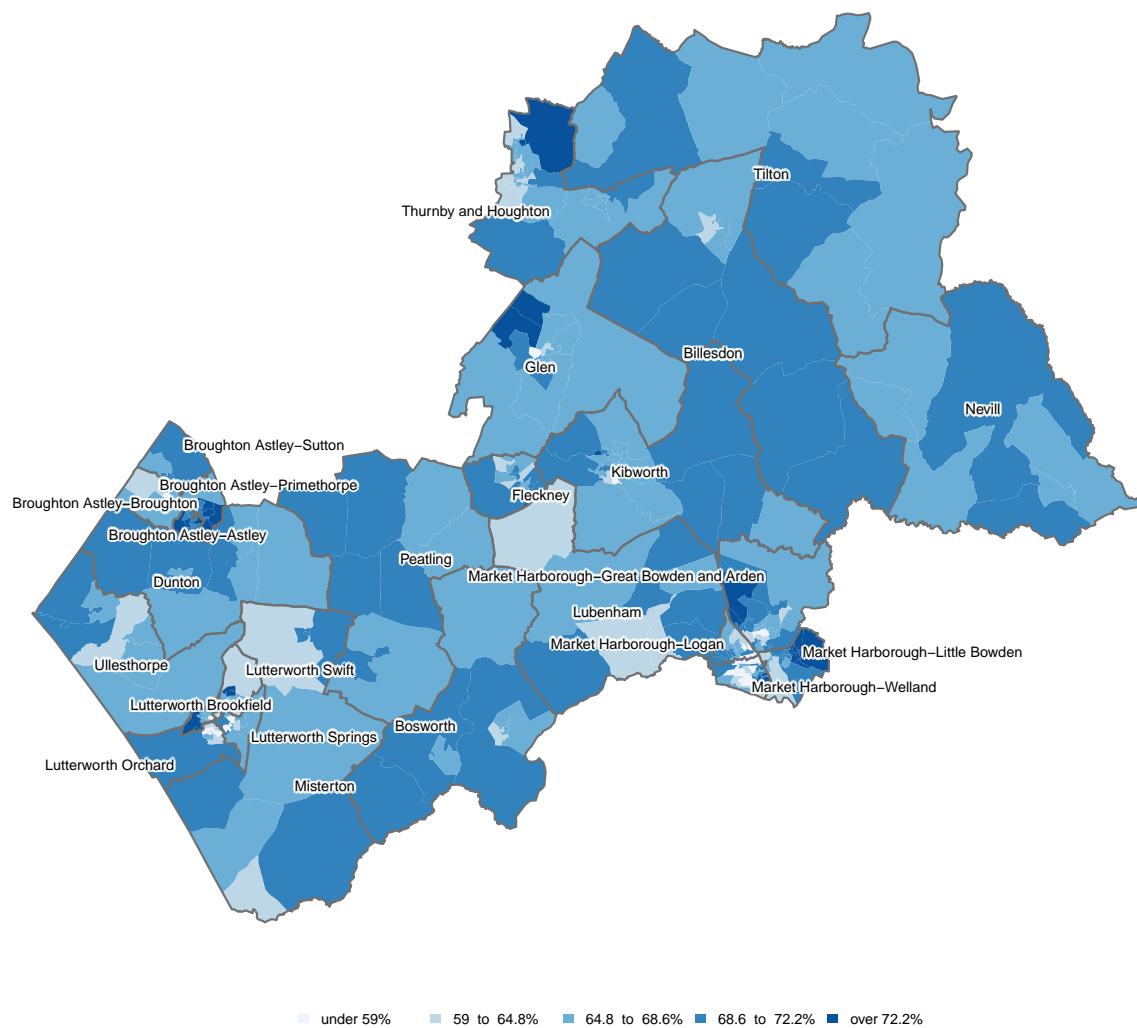 Tilton
Thurnby and Houghton
Billesdon
Glen
Nevill
Broughton Astley−Sutton
Kibworth
Broughton Astley−Primethorpe
Fleckney
Broughton Astley−Broughton
Broughton Astley−Astley
Peatling
Market Harborough−Great Bowden and Arden
Dunton
Lubenham
Market Harborough−Logan
Market Harborough−Little Bowden
Ullesthorpe
Lutterworth Swift
Market Harborough−Welland
Lutterworth Brookfield
Bosworth
Lutterworth Springs
Lutterworth Orchard
Misterton
under 59% 59 to 64.8% 64.8 to 68.6% 68.6 to 72.2% over 72.2%